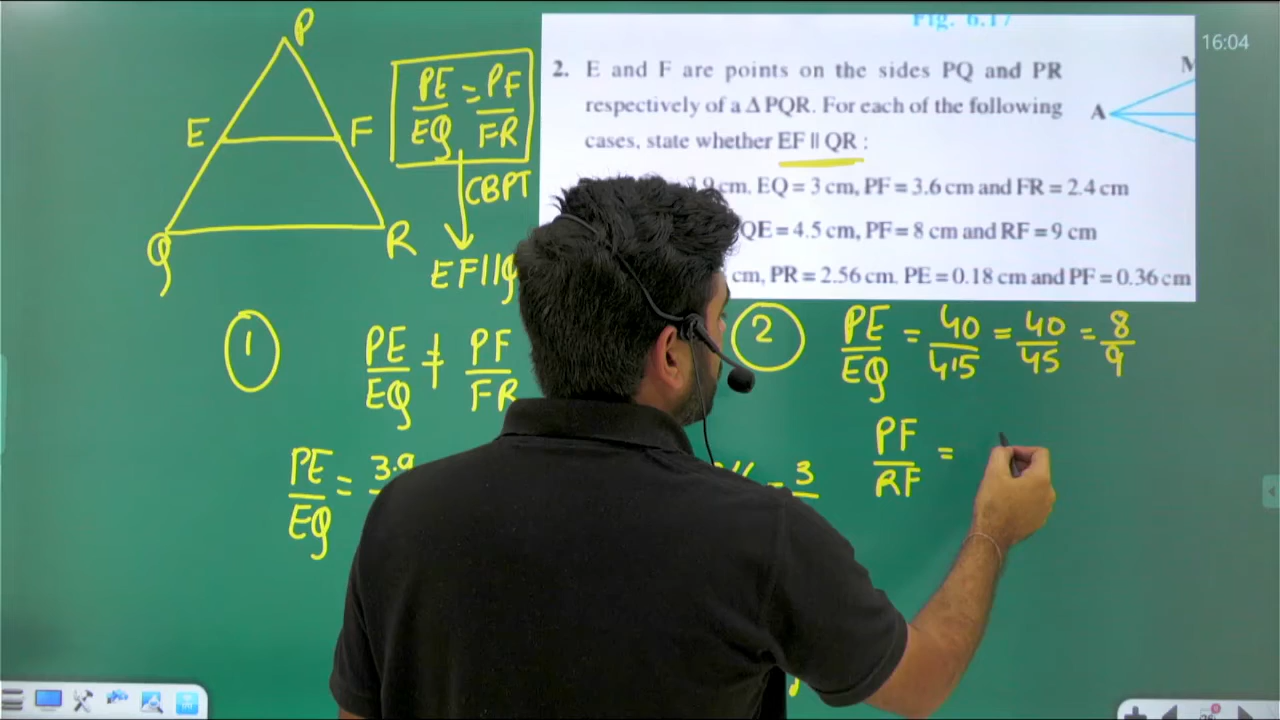 Fig. 6.17
16:04
2. E and F are points on the sides PQ and PR
respectively of a Δ PQR. For each of the following
cases, state whether EF || QR :
3.9 cm, EQ = 3 cm, PF = 3.6 cm and FR = 2.4 cm
QE = 4.5 cm, PF = 8 cm and RF = 9 cm
cm, PR = 2.56 cm, PE = 0.18 cm and PF = 0.36 cm
M
A
P
E F
Q R
PE/EQ = PF/FR
CBPT
EF||Q
1 PE/EQ ≠ PF/FR
PE/EQ = 3.9
= 3
2 PE/EQ = 40/4.5 = 40/45 = 8/9
PF/RF =